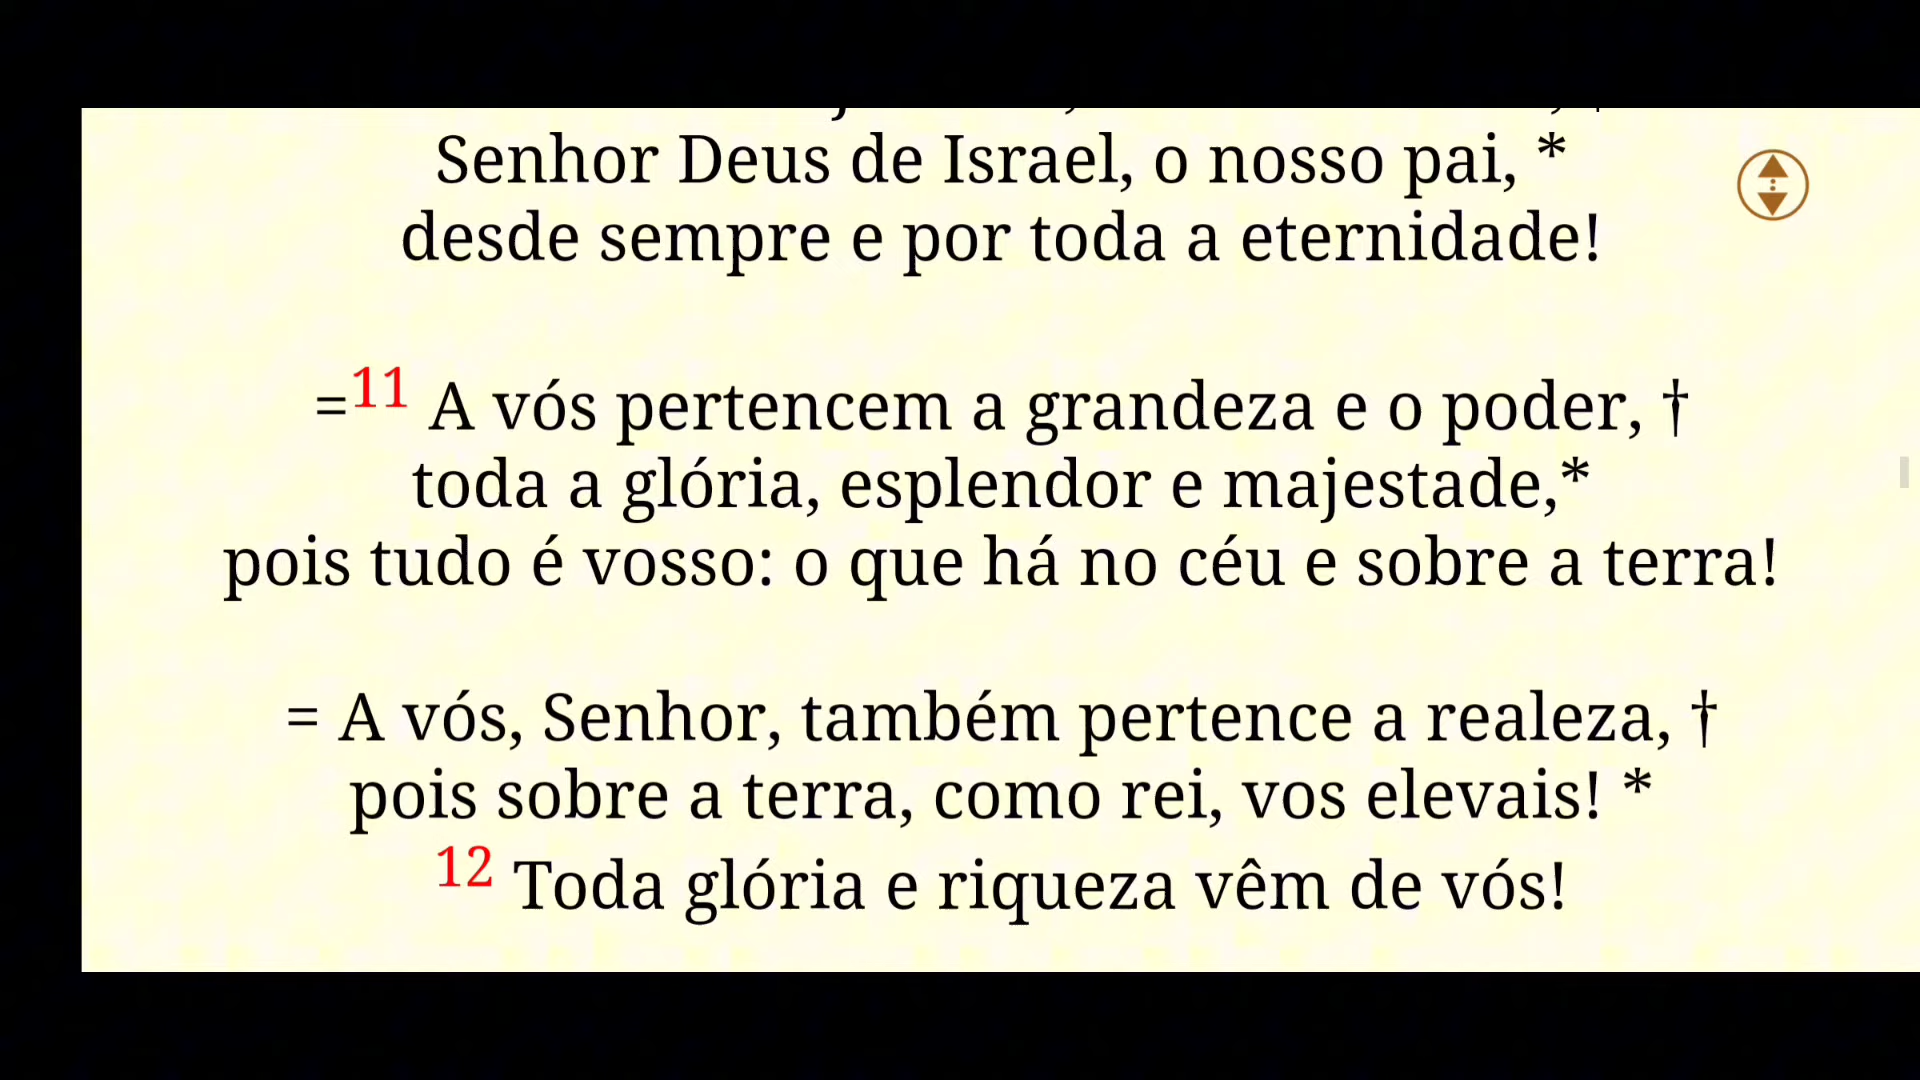 Senhor Deus de Israel, o nosso pai, *
desde sempre e por toda a eternidade!
=11 A vós pertencem a grandeza e o poder, †
toda a glória, esplendor e majestade,*
pois tudo é vosso: o que há no céu e sobre a terra!
= A vós, Senhor, também pertence a realeza, †
pois sobre a terra, como rei, vos elevais! *
12 Toda glória e riqueza vêm de vós!